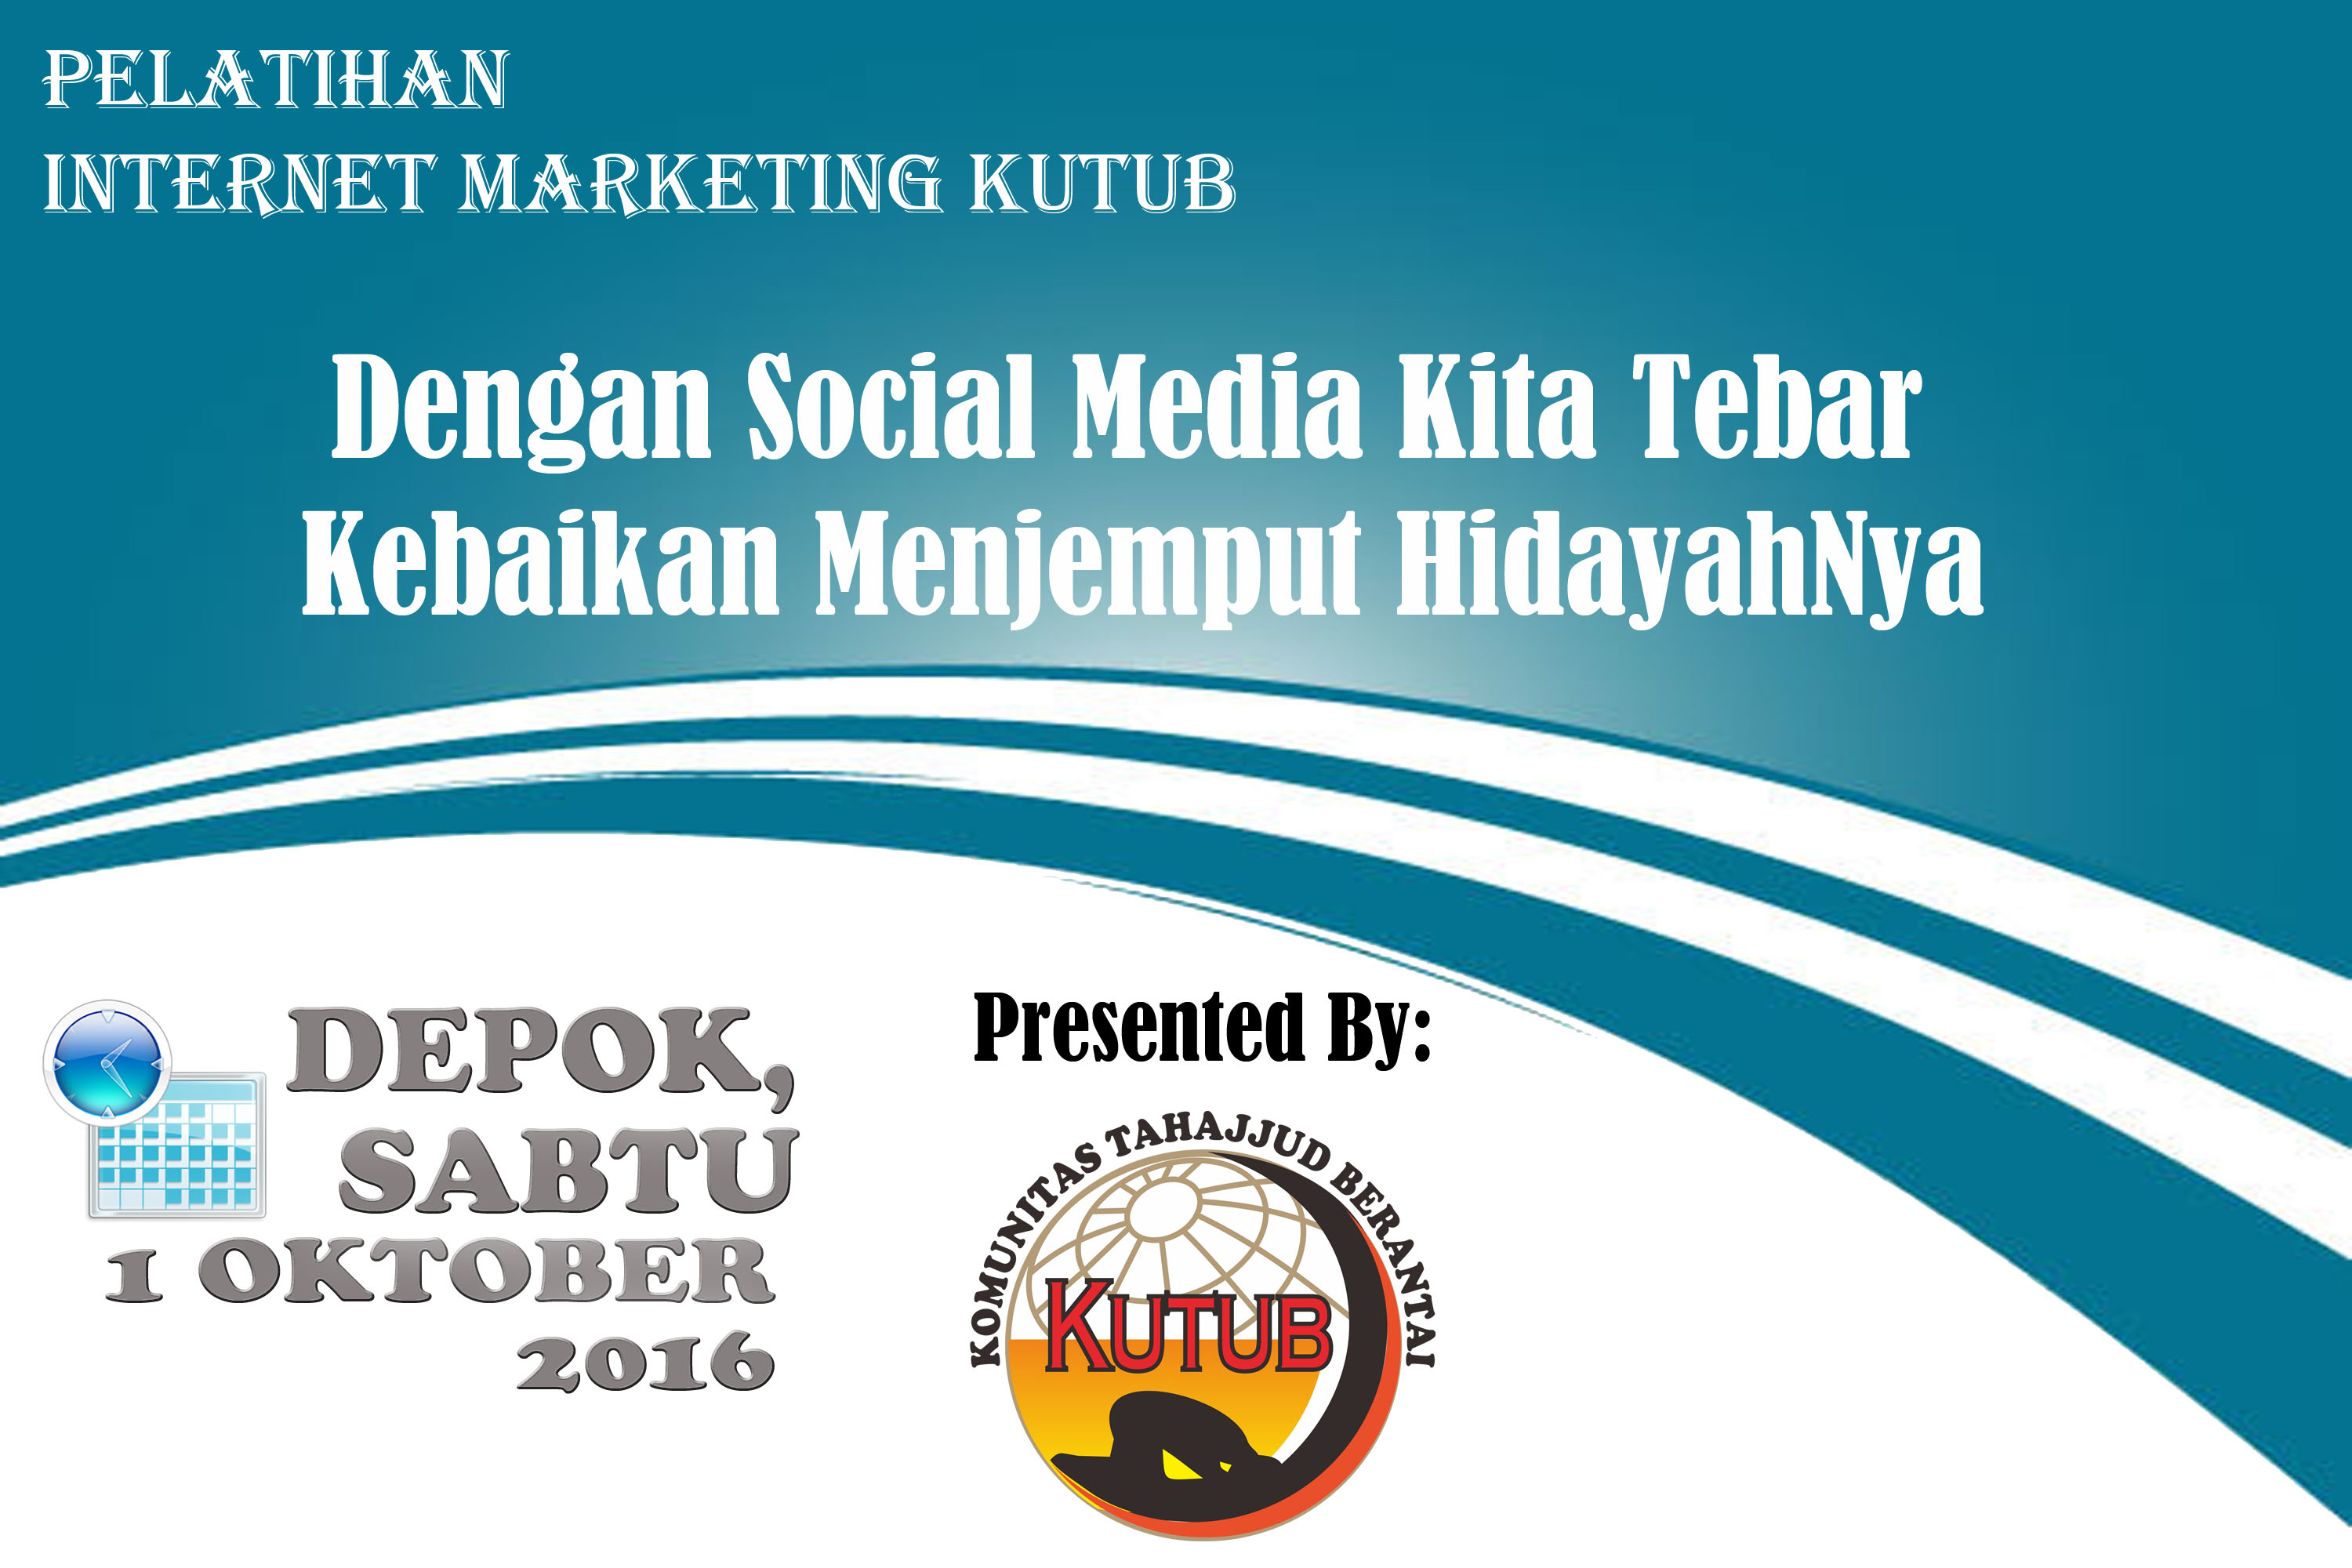 PELATIHAN
INTERNET MARKETING KUTUB
Dengan Social Media Kita Tebar
Kebaikan Menjemput HidayahNya
DEPOK,
SABTU
1 OKTOBER
2016
Presented By:
KOMUNITAS TAHAJJUD BERANTAI
KUTUB